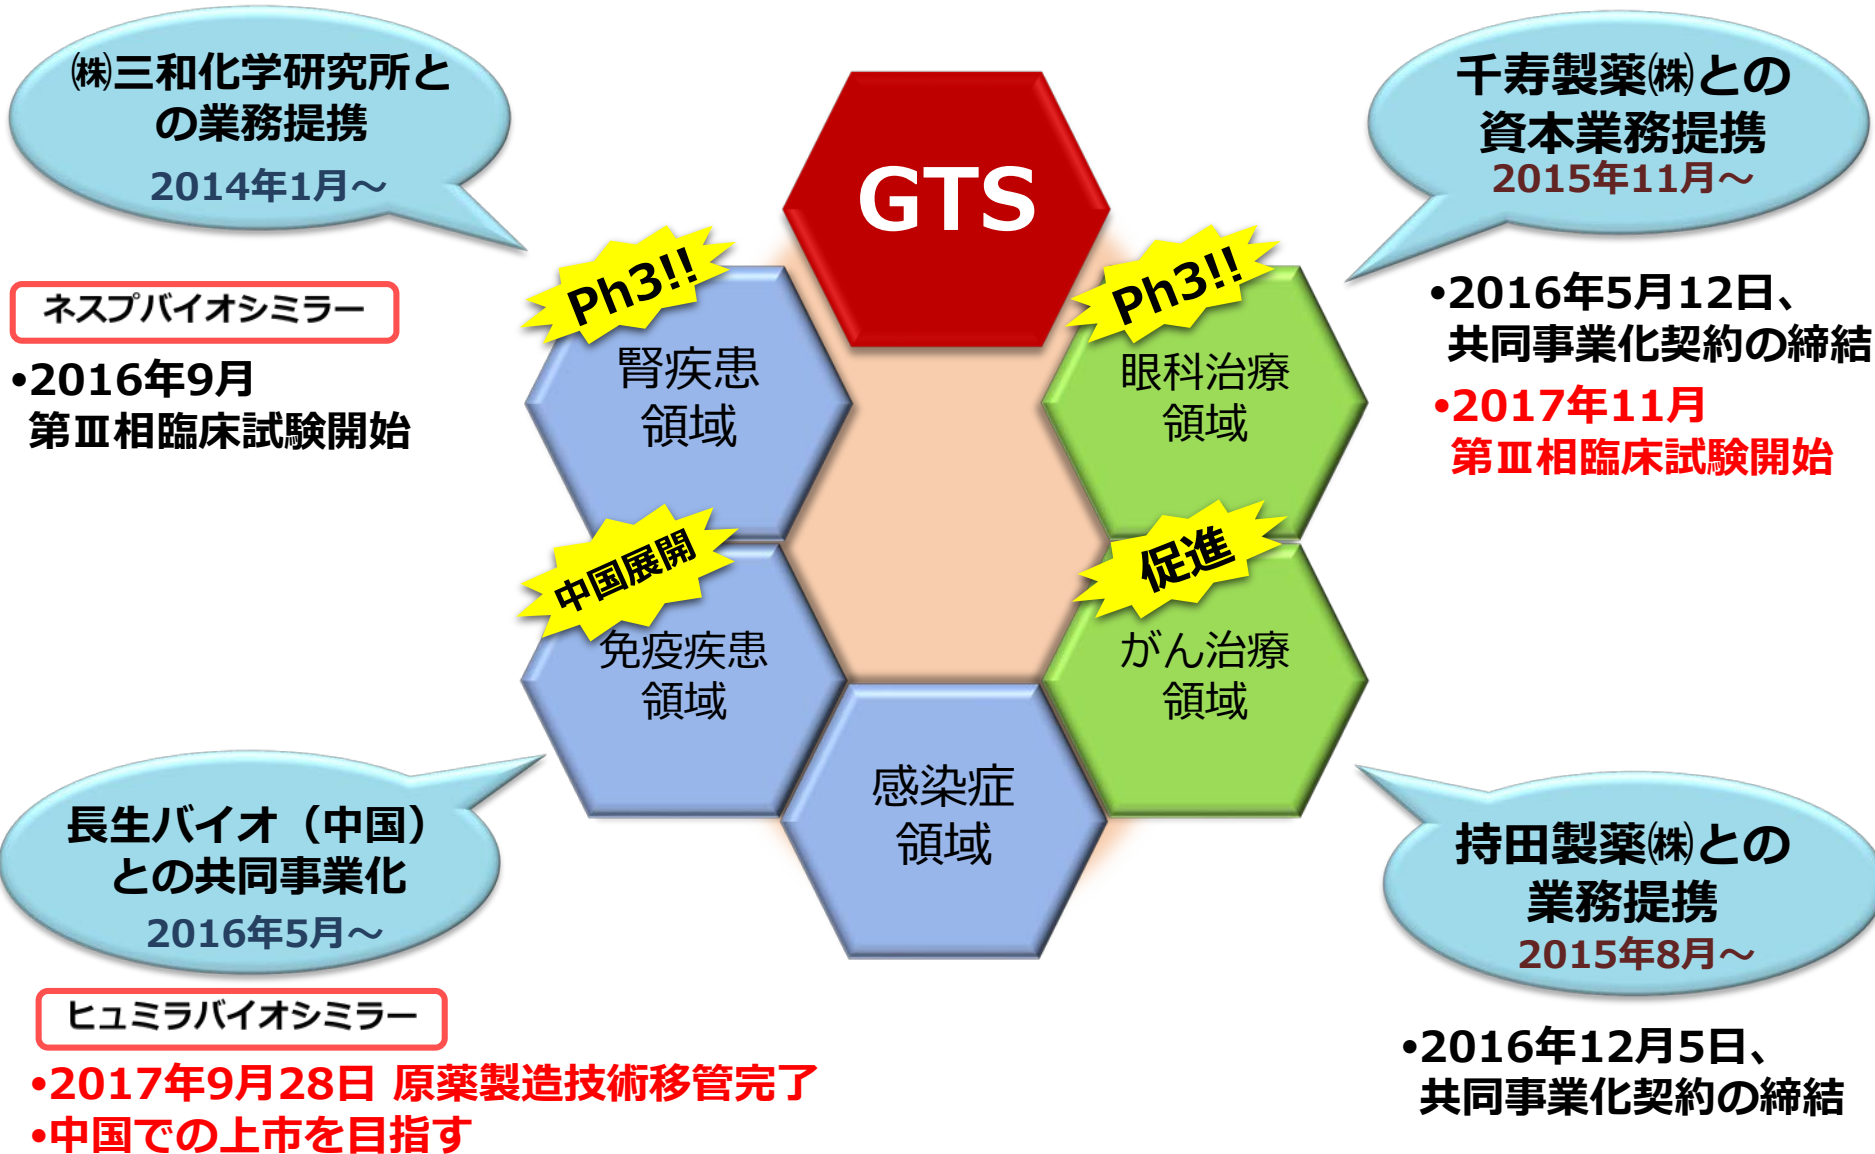 ㈱三和化学研究所と
の業務提携
2014年1月～
ネスプバイオシミラー
•2016年9月
第Ⅲ相臨床試験開始
GTS
千寿製薬㈱との
資本業務提携
2015年11月～
•2016年5月12日、
共同事業化契約の締結
•2017年11月
第Ⅲ相臨床試験開始
Ph3!!
腎疾患
領域
Ph3!!
眼科治療
領域
中国展開
免疫疾患
領域
促進
がん治療
領域
感染症
領域
長生バイオ（中国）
との共同事業化
2016年5月～
ヒュミラバイオシミラー
•2017年9月28日 原薬製造技術移管完了
•中国での上市を目指す
持田製薬㈱との
業務提携
2015年8月～
•2016年12月5日、
共同事業化契約の締結